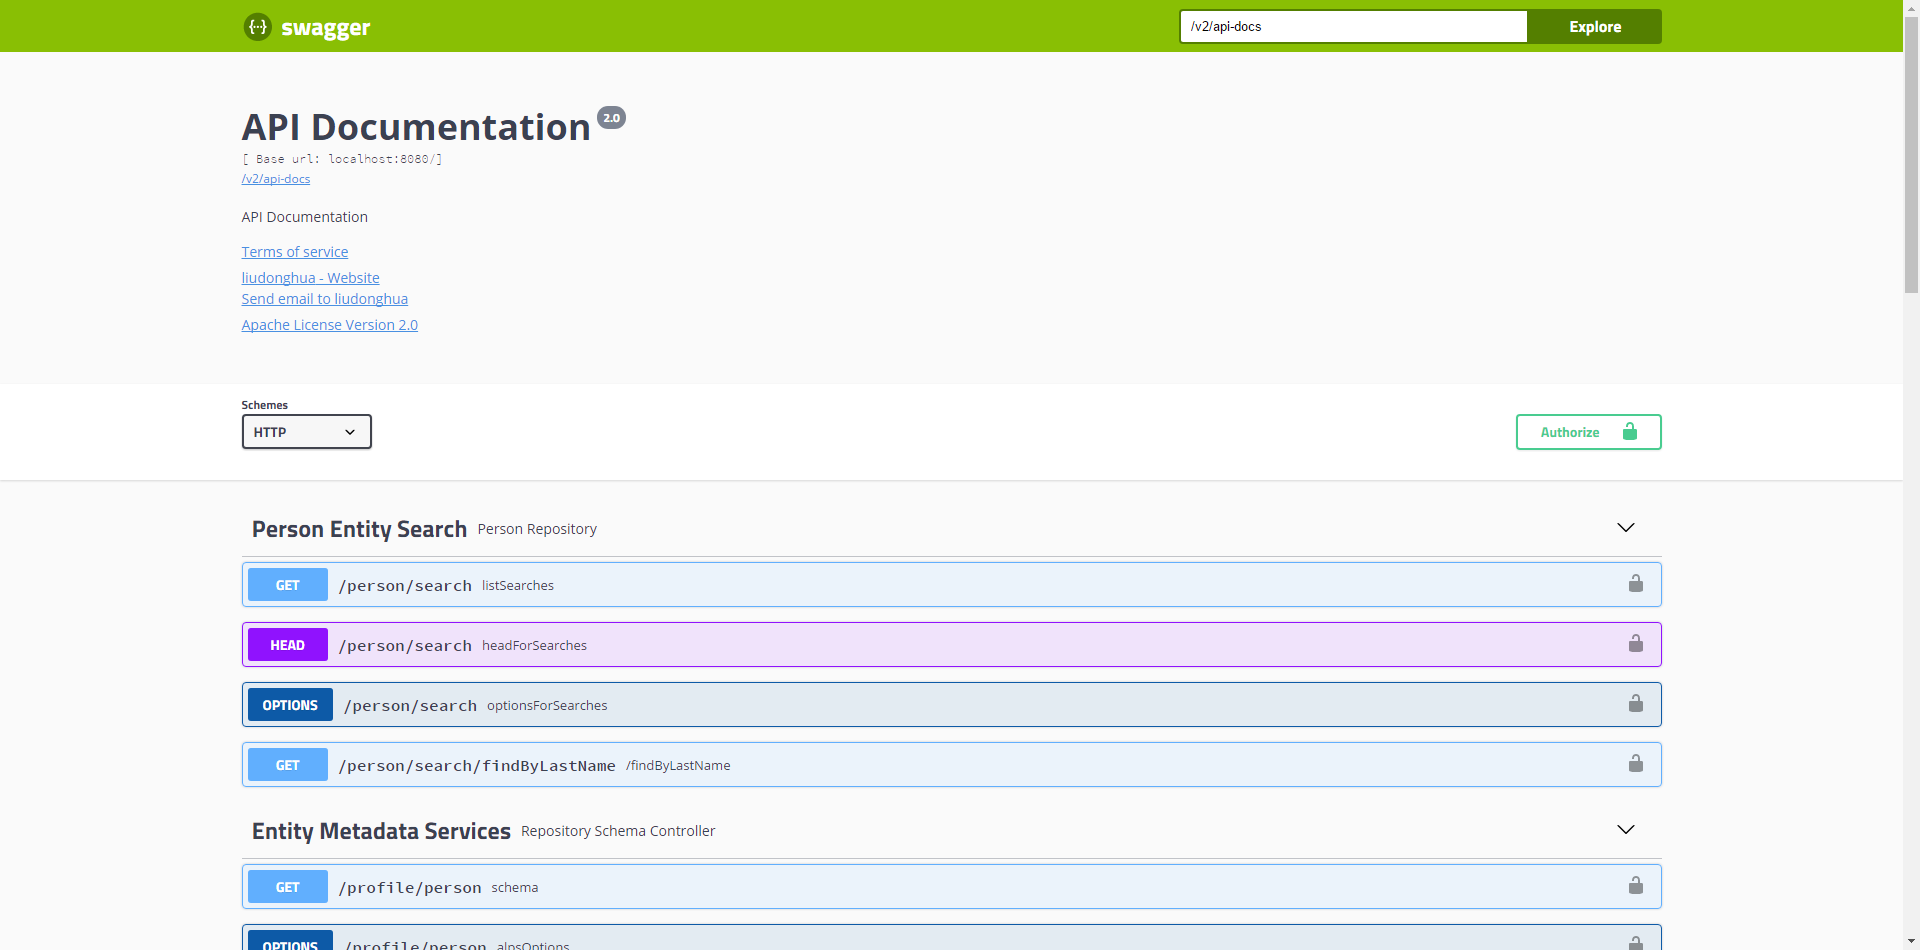 {··} swagger
/v2/api-docs Explore
API Documentation 2.0
[ Base url: localhost:8080/]
/v2/api-docs
API Documentation
Terms of service
liudonghua - Website
Send email to liudonghua
Apache License Version 2.0
Schemes
HTTP
Authorize
Person Entity Search Person Repository
GET /person/search listSearches
HEAD /person/search headForSearches
OPTIONS /person/search optionsForSearches
GET /person/search/findByLastName /findByLastName
Entity Metadata Services Repository Schema Controller
GET /profile/person schema
OPTIONS /profile/person alpsOptions